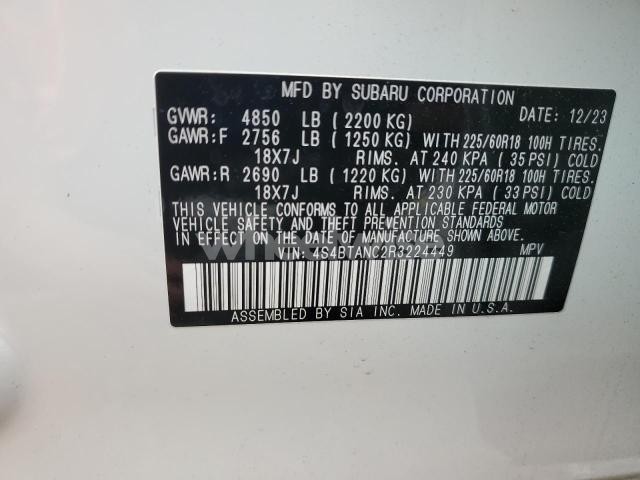 MFD BY SUBARU CORPORATION
GVWR: 4850 LB (2200 KG) DATE: 12/23
GAWR:F 2756 LB (1250 KG) WITH 225/60R18 100H TIRES.
18X7J RIMS. AT 240 KPA (35 PSI) COLD
GAWR:R 2690 LB (1220 KG) WITH 225/60R18 100H TIRES.
18X7J RIMS. AT 230 KPA (33 PSI) COLD
THIS VEHICLE CONFORMS TO ALL APPLICABLE FEDERAL MOTOR
VEHICLE SAFETY AND THEFT PREVENTION STANDARDS
IN EFFECT ON THE DATE OF MANUFACTURE SHOWN ABOVE.
VIN: 4S4BTANC2R3224449 MPV
ASSEMBLED BY SIA INC. MADE IN U.S.A.